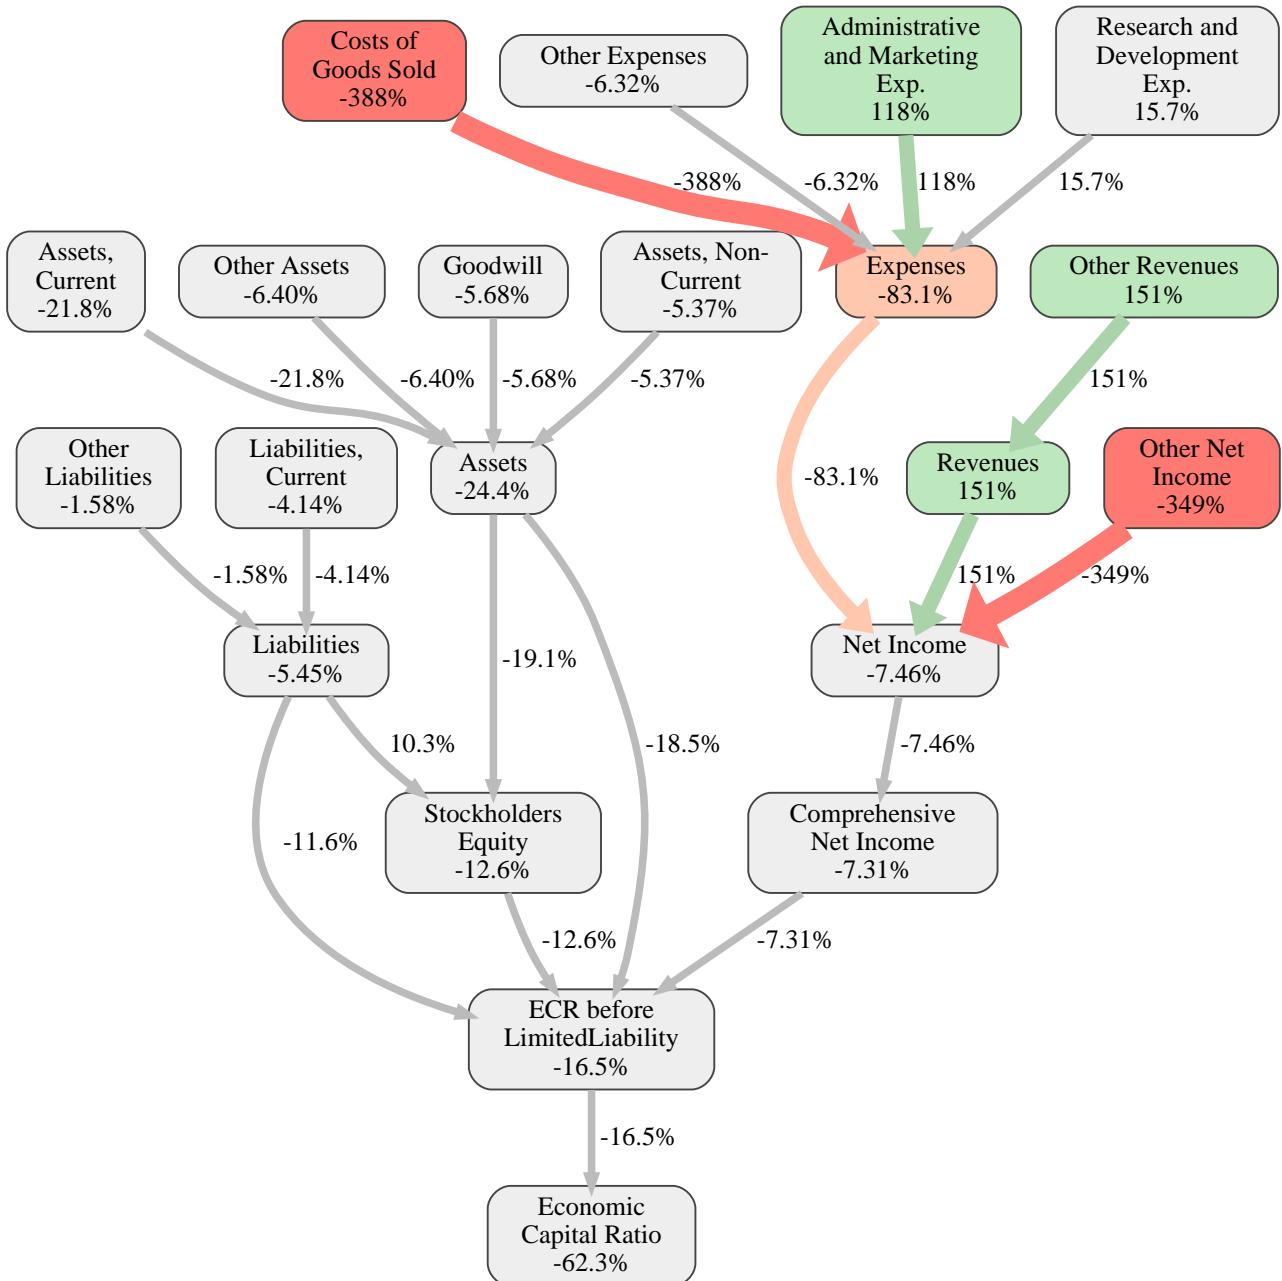 Costs of
Goods Sold
-388%
Other Expenses
-6.32%
Administrative
and Marketing
Exp.
118%
Research and
Development
Exp.
15.7%
-388%
-6.32%
118%
15.7%
Assets,
Current
-21.8%
Other Assets
-6.40%
Goodwill
-5.68%
Assets, Non-
Current
-5.37%
Expenses
-83.1%
Other Revenues
151%
-21.8%
-6.40%
-5.68%
-5.37%
151%
Other
Liabilities
-1.58%
Liabilities,
Current
-4.14%
Assets
-24.4%
-83.1%
Revenues
151%
Other Net
Income
-349%
-1.58%
-4.14%
151%
-349%
Liabilities
-5.45%
-19.1%
Net Income
-7.46%
10.3%
-18.5%
-7.46%
-11.6%
Stockholders
Equity
-12.6%
Comprehensive
Net Income
-7.31%
-12.6%
-7.31%
ECR before
LimitedLiability
-16.5%
-16.5%
Economic
Capital Ratio
-62.3%